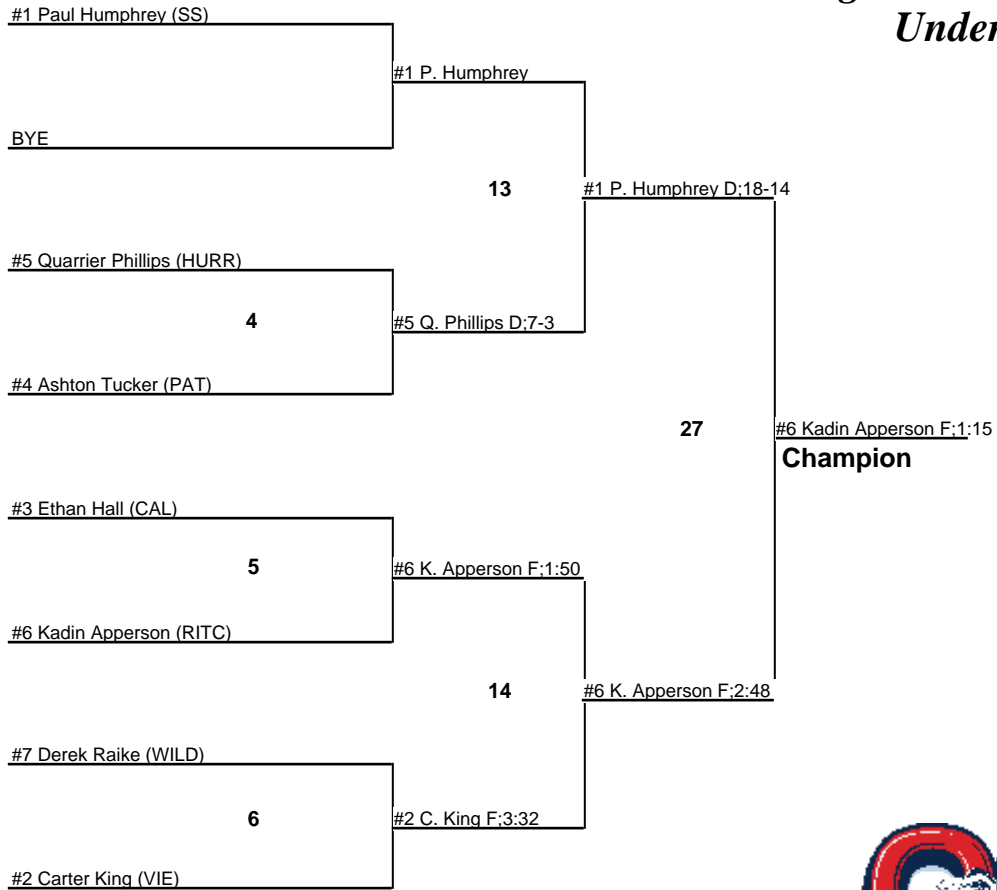 Under
#1 Paul Humphrey (SS)
#1 P. Humphrey
BYE
13
#1 P. Humphrey D;18-14
#5 Quarrier Phillips (HURR)
4
#5 Q. Phillips D;7-3
#4 Ashton Tucker (PAT)
27
#6 Kadin Apperson F;1:15
Champion
#3 Ethan Hall (CAL)
5
#6 K. Apperson F;1:50
#6 Kadin Apperson (RITC)
14
#6 K. Apperson F;2:48
#7 Derek Raike (WILD)
6
#2 C. King F;3:32
#2 Carter King (VIE)